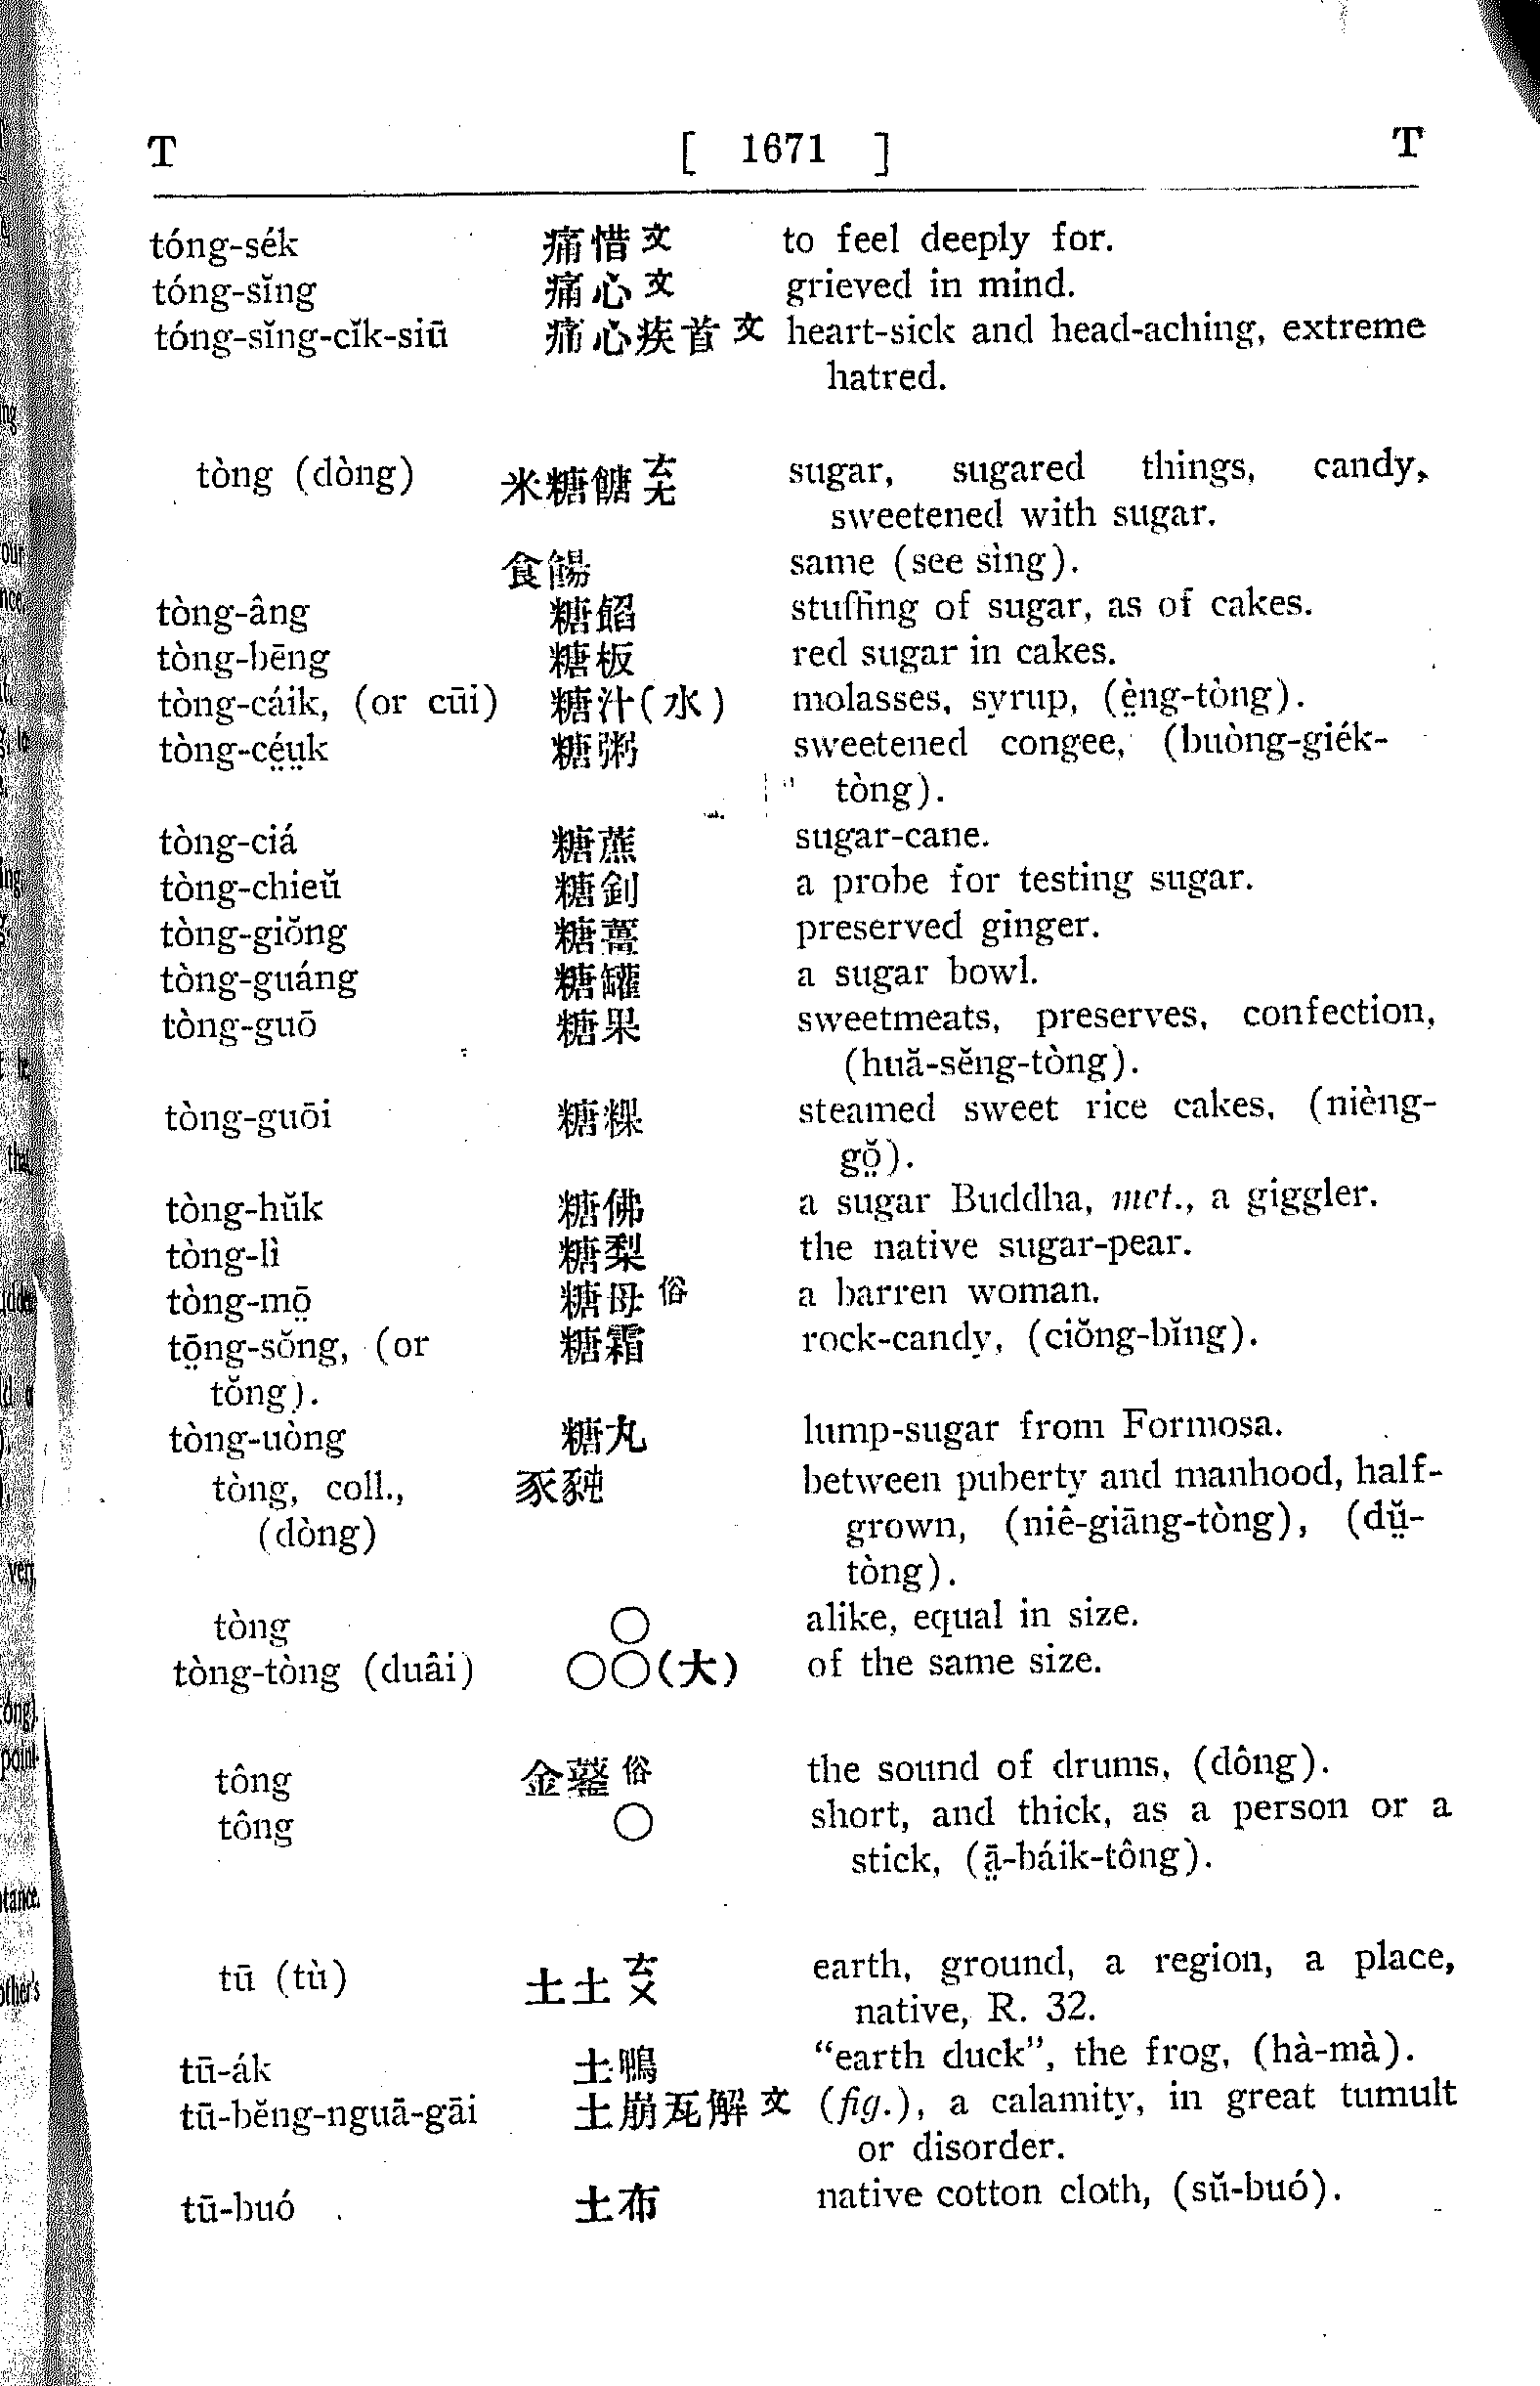 T [ 1671 ] T
tóng-sék 痛惜文 to feel deeply for.
tóng-sĭng 痛心文 grieved in mind.
tóng-sĭng-cĭk-siū 痛心疾首文 heart-sick and head-aching, extreme
hatred.
tòng (dòng) 米糖餹ㄊㄤ sugar, sugared things, candy,
sweetened with sugar.
食餳 same (see sìng).
tòng-âng 糖餡 stuffing of sugar, as of cakes.
tòng-bēng 糖板 red sugar in cakes.
tòng-cáik, (or cūi) 糖汁(水) molasses, syrup, (è̤ng-tòng).
tòng-cé̤ṳk 糖粥 sweetened congee, (buòng-giék-
tòng).
tòng-ciá 糖蔗 sugar-cane.
tòng-chieŭ 糖釗 a probe for testing sugar.
tòng-giŏng 糖薑 preserved ginger.
tòng-guáng 糖罐 a sugar bowl.
tòng-guō 糖果 sweetmeats, preserves, confection,
(huă-sĕng-tòng).
tòng-guōi 糖粿 steamed sweet rice cakes, (nièng-
gŏ̤).
tòng-hŭk 糖佛 a sugar Buddha, met., a giggler.
tòng-lì 糖梨 the native sugar-pear.
tòng-mō̤ 糖母俗 a barren woman.
tō̤ng-sŏng, (or 糖霜 rock-candy, (ciŏng-bĭng).
tŏng).
tòng-uòng 糖丸 lump-sugar from Formosa.
tòng, coll., 豕 between puberty and manhood, half-
(dòng) grown, (niê-giāng-tòng), (dṳ̆-
tòng).
tòng ○ alike, equal in size.
tòng-tòng (duâi) ○○(大) of the same size.
tông 金 俗 the sound of drums, (dông).
tông ○ short, and thick, as a person or a
stick, (ā̤-báik-tông).
tū (tù) 土土ㄊㄨ earth, ground, a region, a place,
native, R. 32.
tū-ák 土鴨 “earth duck”, the frog, (hà-mà).
tū-bĕng-nguā-gāi 土崩瓦解文 (fig.), a calamity, in great tumult
or disorder.
tū-buó 土布 native cotton cloth, (sŭ-buó).